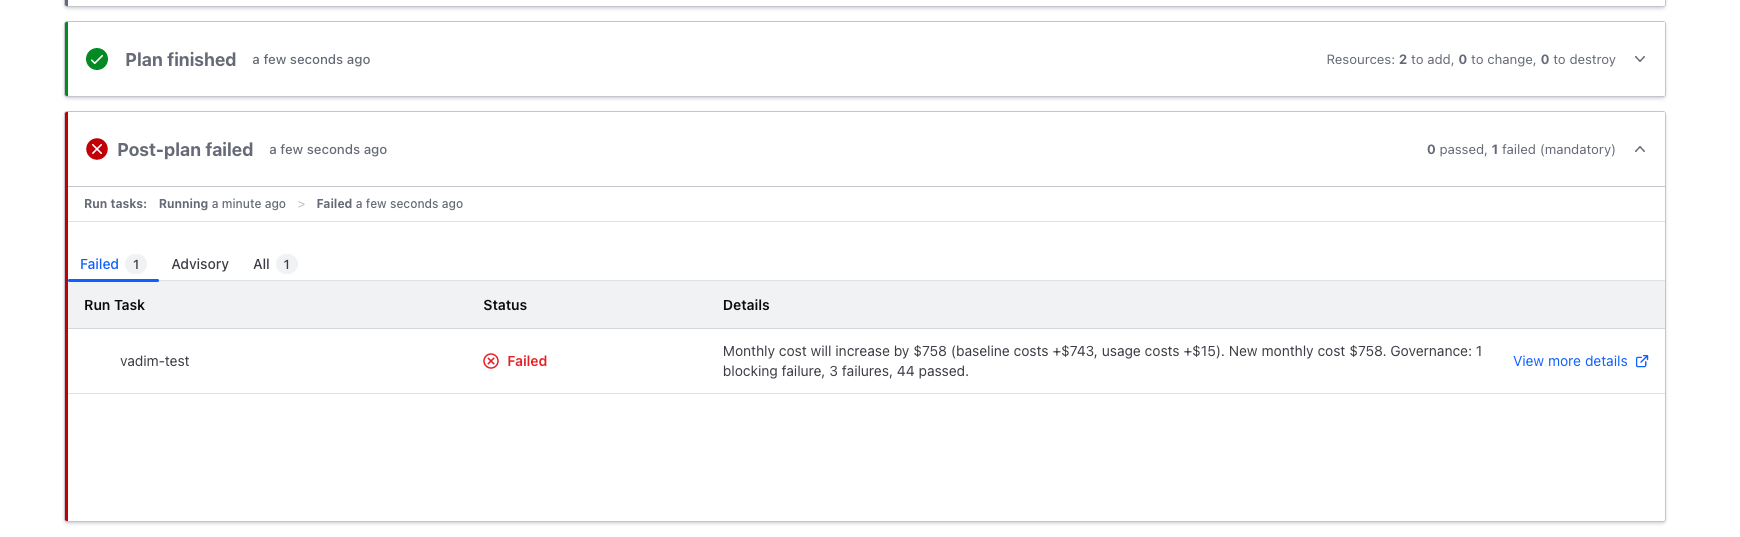 Plan finished a few seconds ago Resources: 2 to add, 0 to change, 0 to destroy
Post-plan failed a few seconds ago 0 passed, 1 failed (mandatory)
Run tasks: Running a minute ago > Failed a few seconds ago
Failed 1 Advisory All 1
Run Task Status Details
vadim-test Failed
Monthly cost will increase by $758 (baseline costs +$743, usage costs +$15). New monthly cost $758. Governance: 1
blocking failure, 3 failures, 44 passed.
View more details